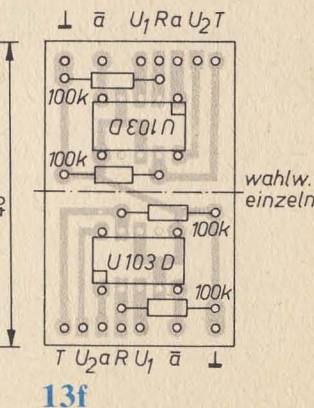 ⊥ a̅ U1 R a U2 T
100k
U103D
100k
wahlw.
einzeln
100k
U103D
100k
T U2 a R U1 a̅ ⊥
13f